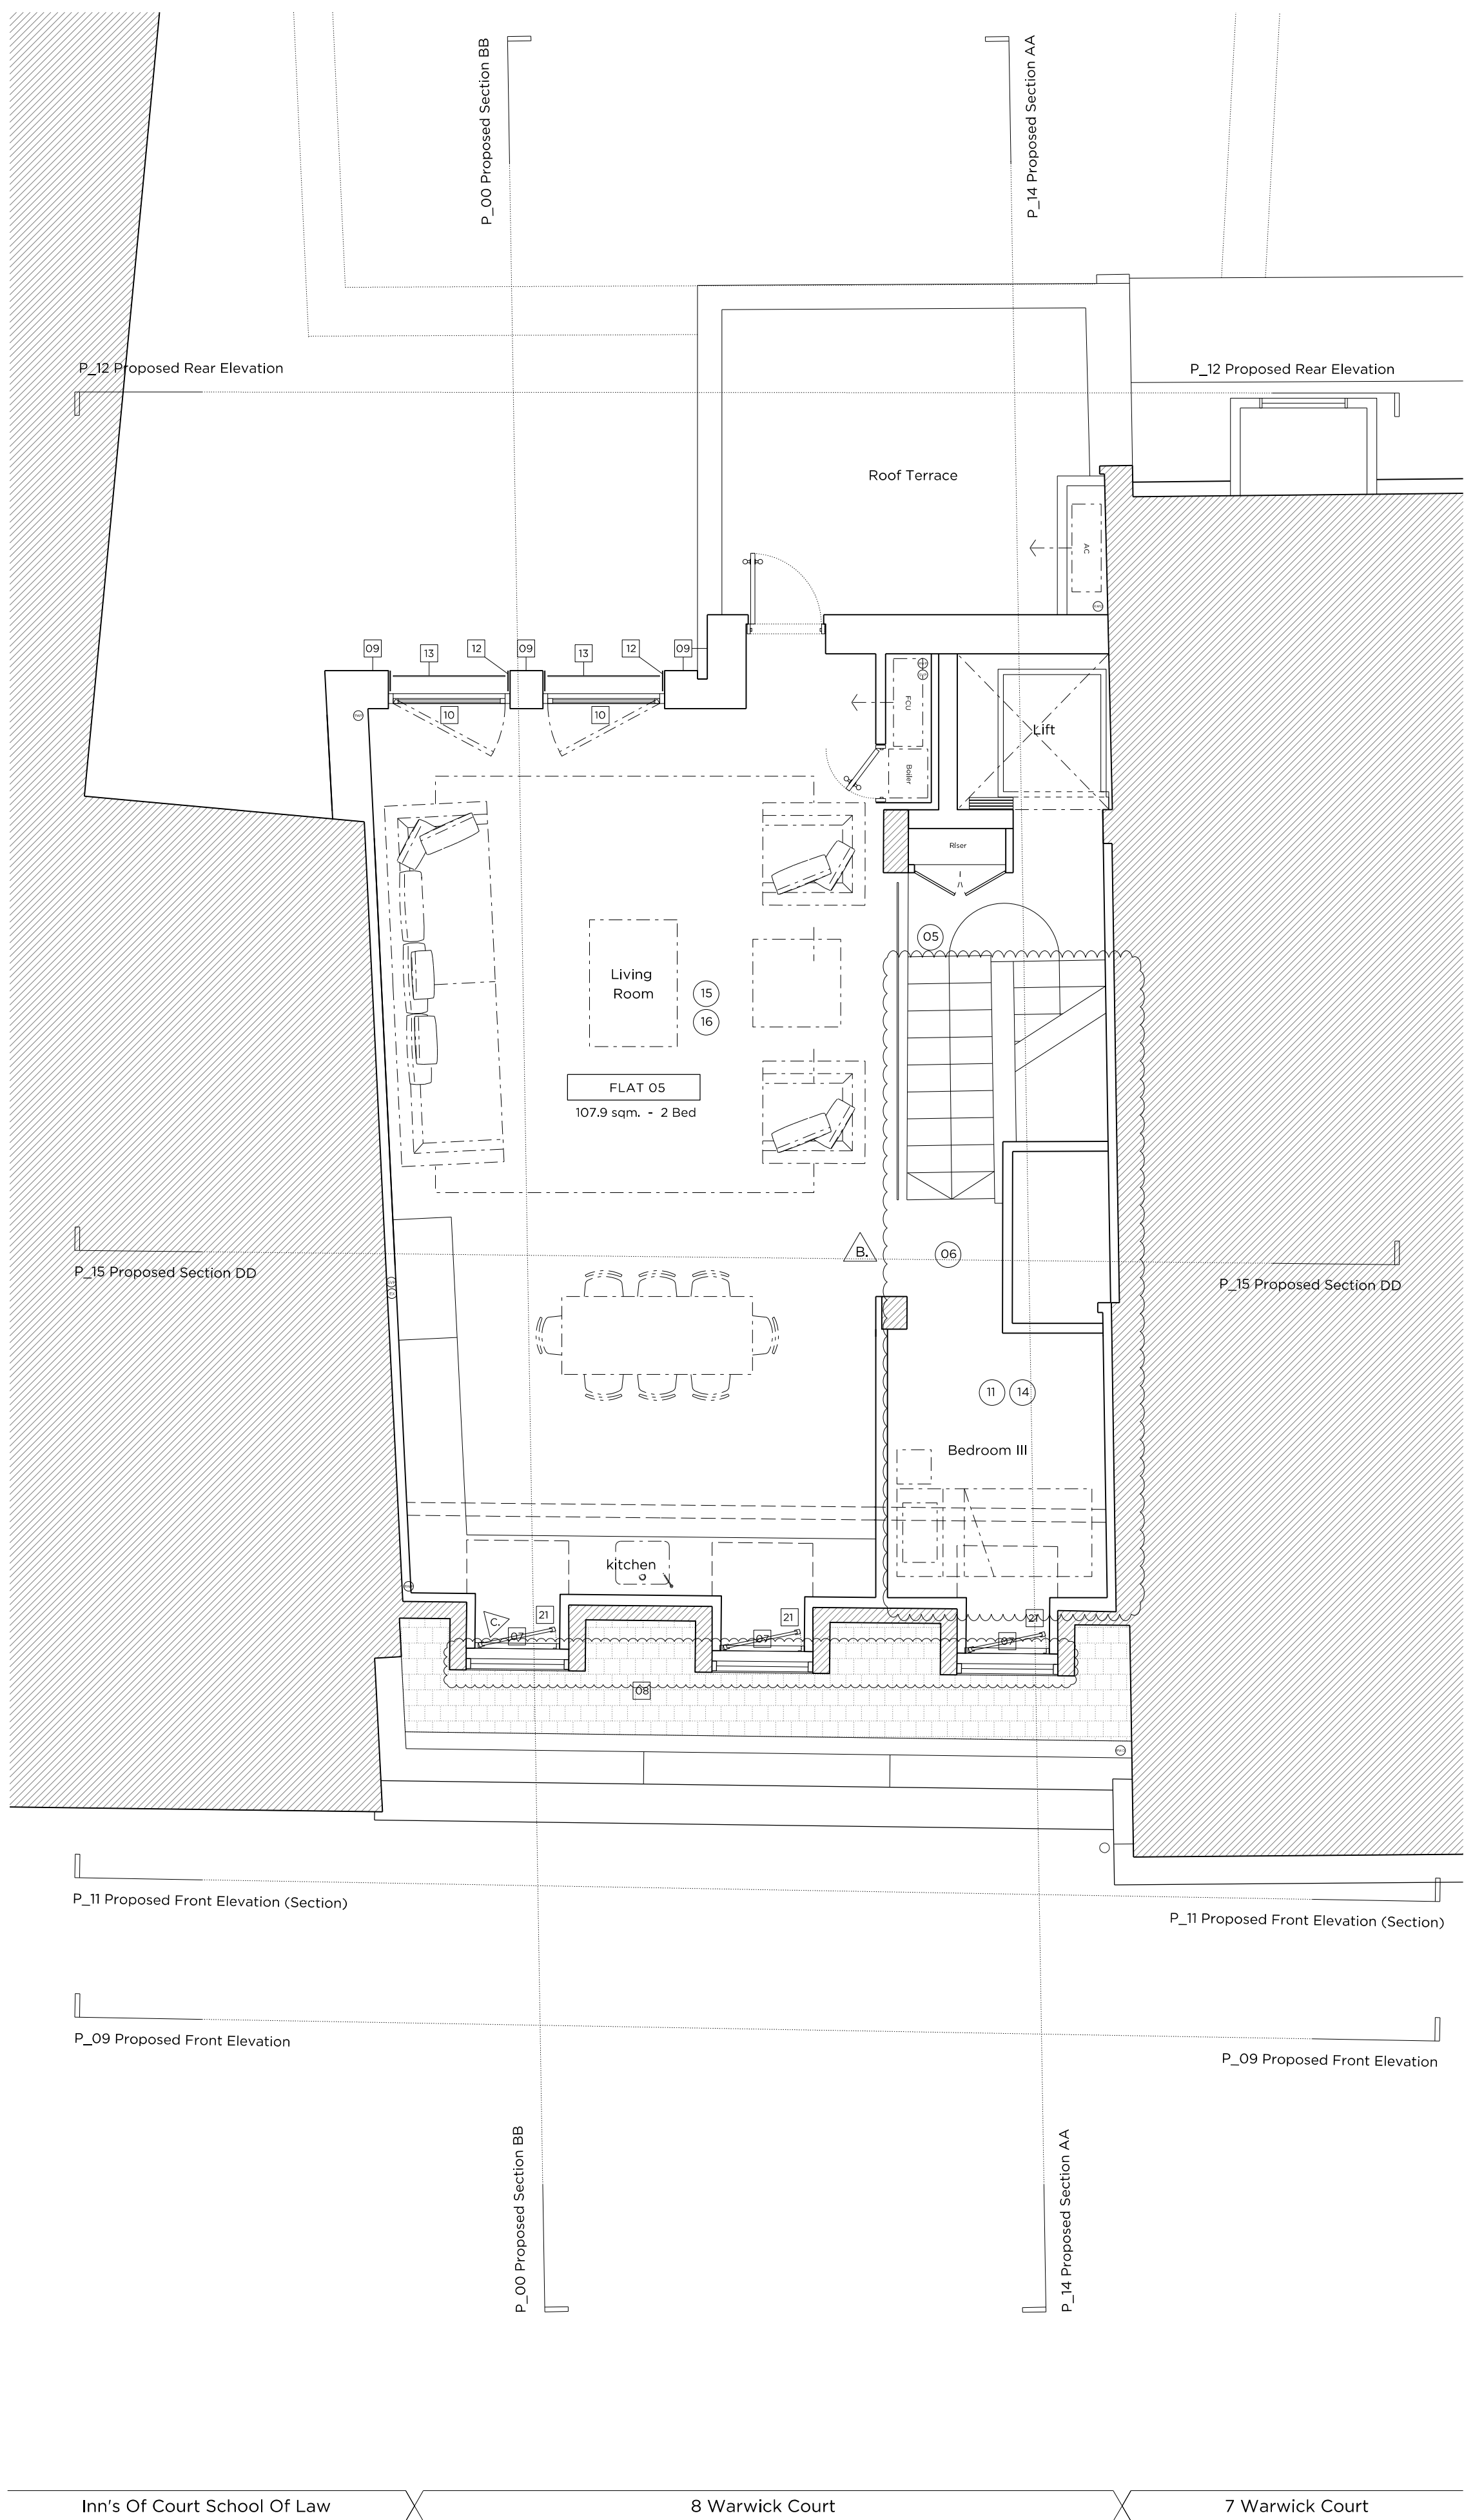 P_00 Proposed Section BB
P_14 Proposed Section AA
P_12 Proposed Rear Elevation
P_12 Proposed Rear Elevation
Roof Terrace
AC
09
13
12
09
13
12
09
10
10
FCU
Boiler
Lift
Riser
05
Living
Room
15
16
FLAT 05
107.9 sqm. - 2 Bed
B.
06
P_15 Proposed Section DD
P_15 Proposed Section DD
11
14
Bedroom III
kitchen
C.
21
21
21
07
07
07
08
P_11 Proposed Front Elevation (Section)
P_11 Proposed Front Elevation (Section)
P_09 Proposed Front Elevation
P_09 Proposed Front Elevation
P_00 Proposed Section BB
P_14 Proposed Section AA
Inn's Of Court School Of Law
8 Warwick Court
7 Warwick Court